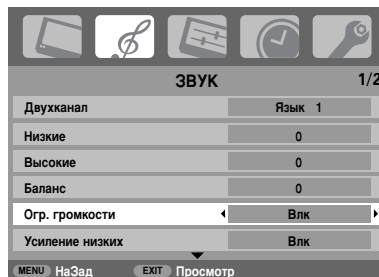 ЗВУК 1/2
Двухканал Язык 1
Низкие 0
Высокие 0
Баланс 0
Огр. громкости Влк
Усиление низких Влк
MENU НаЗад EXIT Просмотр